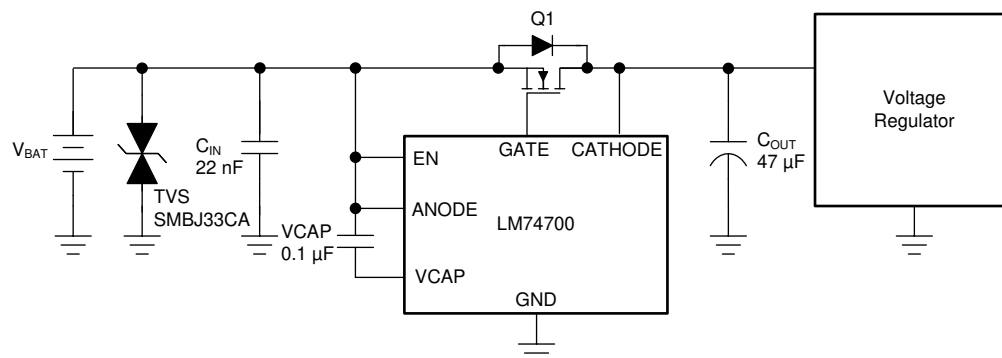 Q1
Voltage
Regulator
VBAT
CIN
22 nF
TVS
SMBJ33CA
EN
GATE
CATHODE
COUT
47 µF
ANODE
LM74700
VCAP
0.1 µF
VCAP
GND